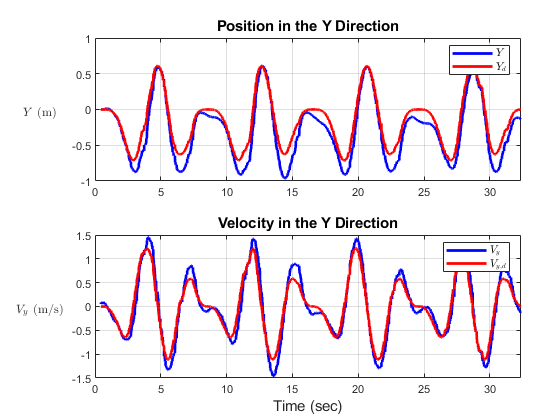 Position in the Y Direction
1
0.5
0
-0.5
-1
Y (m)
Y
Y_d
0 5 10 15 20 25 30
Velocity in the Y Direction
1.5
1
0.5
0
-0.5
-1
-1.5
V_y (m/s)
V_y
V_{y,d}
0 5 10 15 20 25 30
Time (sec)